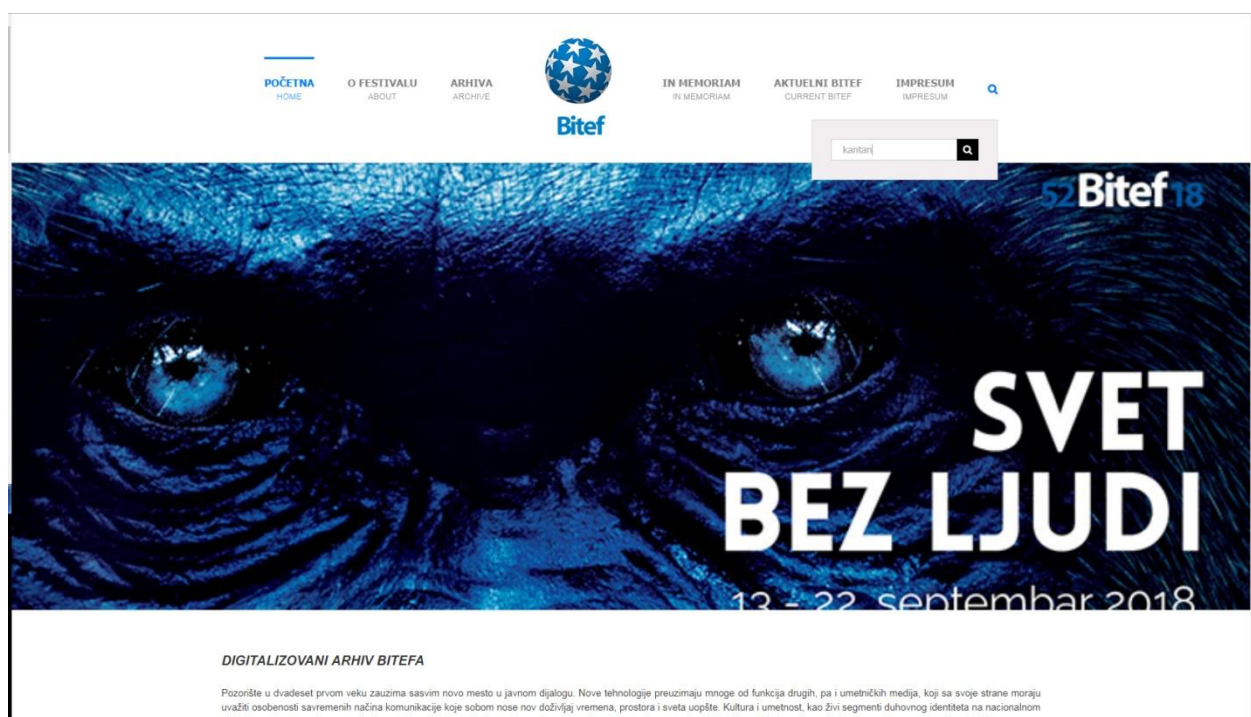 POČETNA
HOME
O FESTIVALU
ABOUT
ARHIVA
ARCHIVE
Bitef
IN MEMORIAM
IN MEMORIAM
AKTUELNI BITEF
CURRENT BITEF
IMPRESUM
IMPRESUM
kantari
52Bitef18
SVET
BEZ LJUDI
13 - 22. septembar 2018.
DIGITALIZOVANI ARHIV BITEFA
Pozorište u dvadeset prvom veku zauzima sasvim novo mesto u javnom dijalogu. Nove tehnologije preuzimaju mnoge od funkcija drugih, pa i umetničkih medija, koji sa svoje strane moraju
uvažiti osobenosti savremenih načina komunikacije koje sobom nose nov doživljaj vremena, prostora i sveta uopšte. Kultura i umetnost, kao živi segmenti duhovnog identiteta na nacionalnom